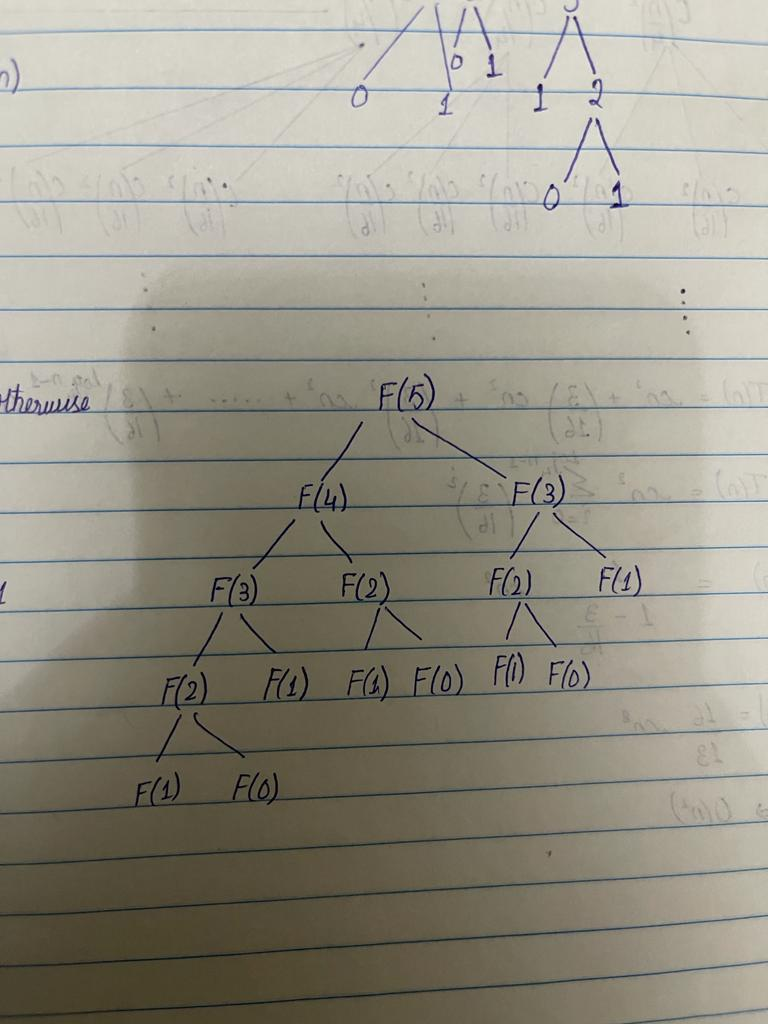 0 1
n) 0 1 1 2
0 1
otherwise F(5)
F(4) F(3)
F(3) F(2) F(2) F(1)
F(2) F(1) F(1) F(0) F(1) F(0)
F(1) F(0)